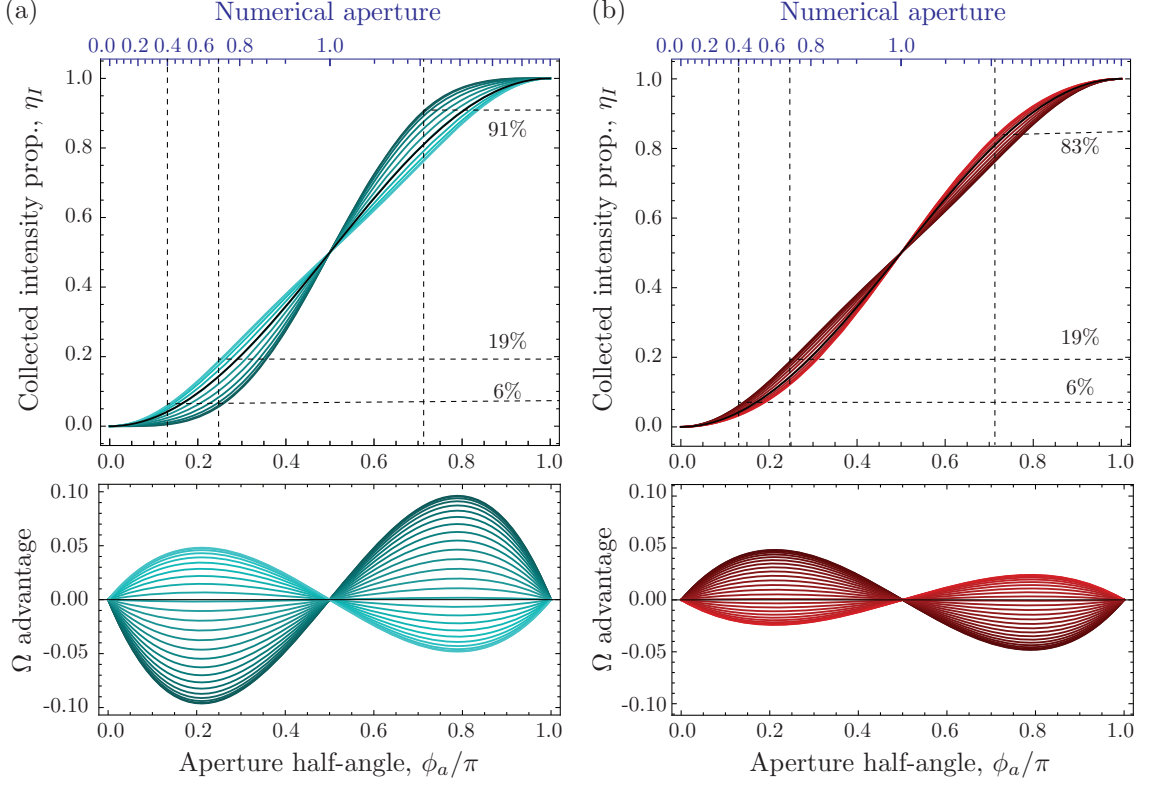 (a)
Numerical aperture
0.0 0.2 0.4 0.6 0.8 1.0
Collected intensity prop., η_I
1.0
0.8
0.6
0.4
0.2
0.0
91%
19%
6%
0.0 0.2 0.4 0.6 0.8 1.0
Ω advantage
0.10
0.05
0.00
-0.05
-0.10
0.0 0.2 0.4 0.6 0.8 1.0
Aperture half-angle, ϕ_a/π
(b)
Numerical aperture
0.0 0.2 0.4 0.6 0.8 1.0
Collected intensity prop., η_I
1.0
0.8
0.6
0.4
0.2
0.0
83%
19%
6%
0.0 0.2 0.4 0.6 0.8 1.0
Ω advantage
0.10
0.05
0.00
-0.05
-0.10
0.0 0.2 0.4 0.6 0.8 1.0
Aperture half-angle, ϕ_a/π